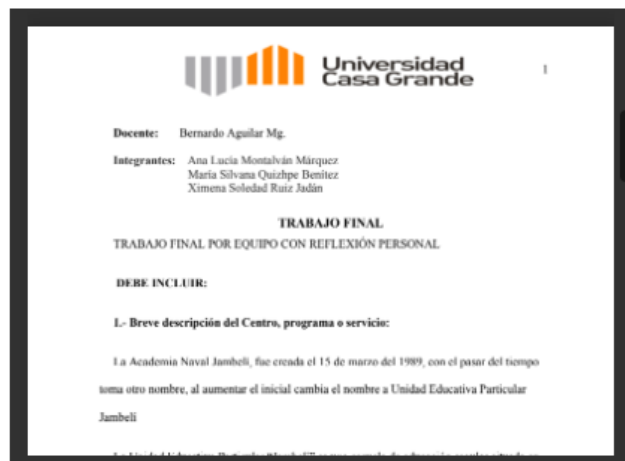 Universidad
Casa Grande
1
Docente: Bernardo Aguilar Mg.
Integrantes: Ana Lucía Montalván Márquez
María Silvana Quizhpe Benítez
Ximena Soledad Ruiz Jadán
TRABAJO FINAL
TRABAJO FINAL POR EQUIPO CON REFLEXIÓN PERSONAL
DEBE INCLUIR:
1.- Breve descripción del Centro, programa o servicio:
La Academia Naval Jambelí, fue creada el 15 de marzo del 1989, con el pasar del tiempo
toma otro nombre, al aumentar el inicial cambia el nombre a Unidad Educativa Particular
Jambelí